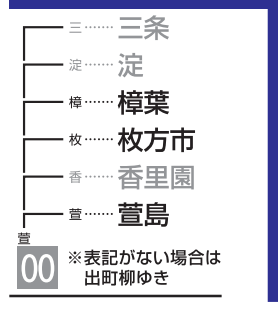 三……三条
淀……淀
樟……樟葉
枚……枚方市
香……香里園
萱……萱島
萱
00 ※表記がない場合は
出町柳ゆき